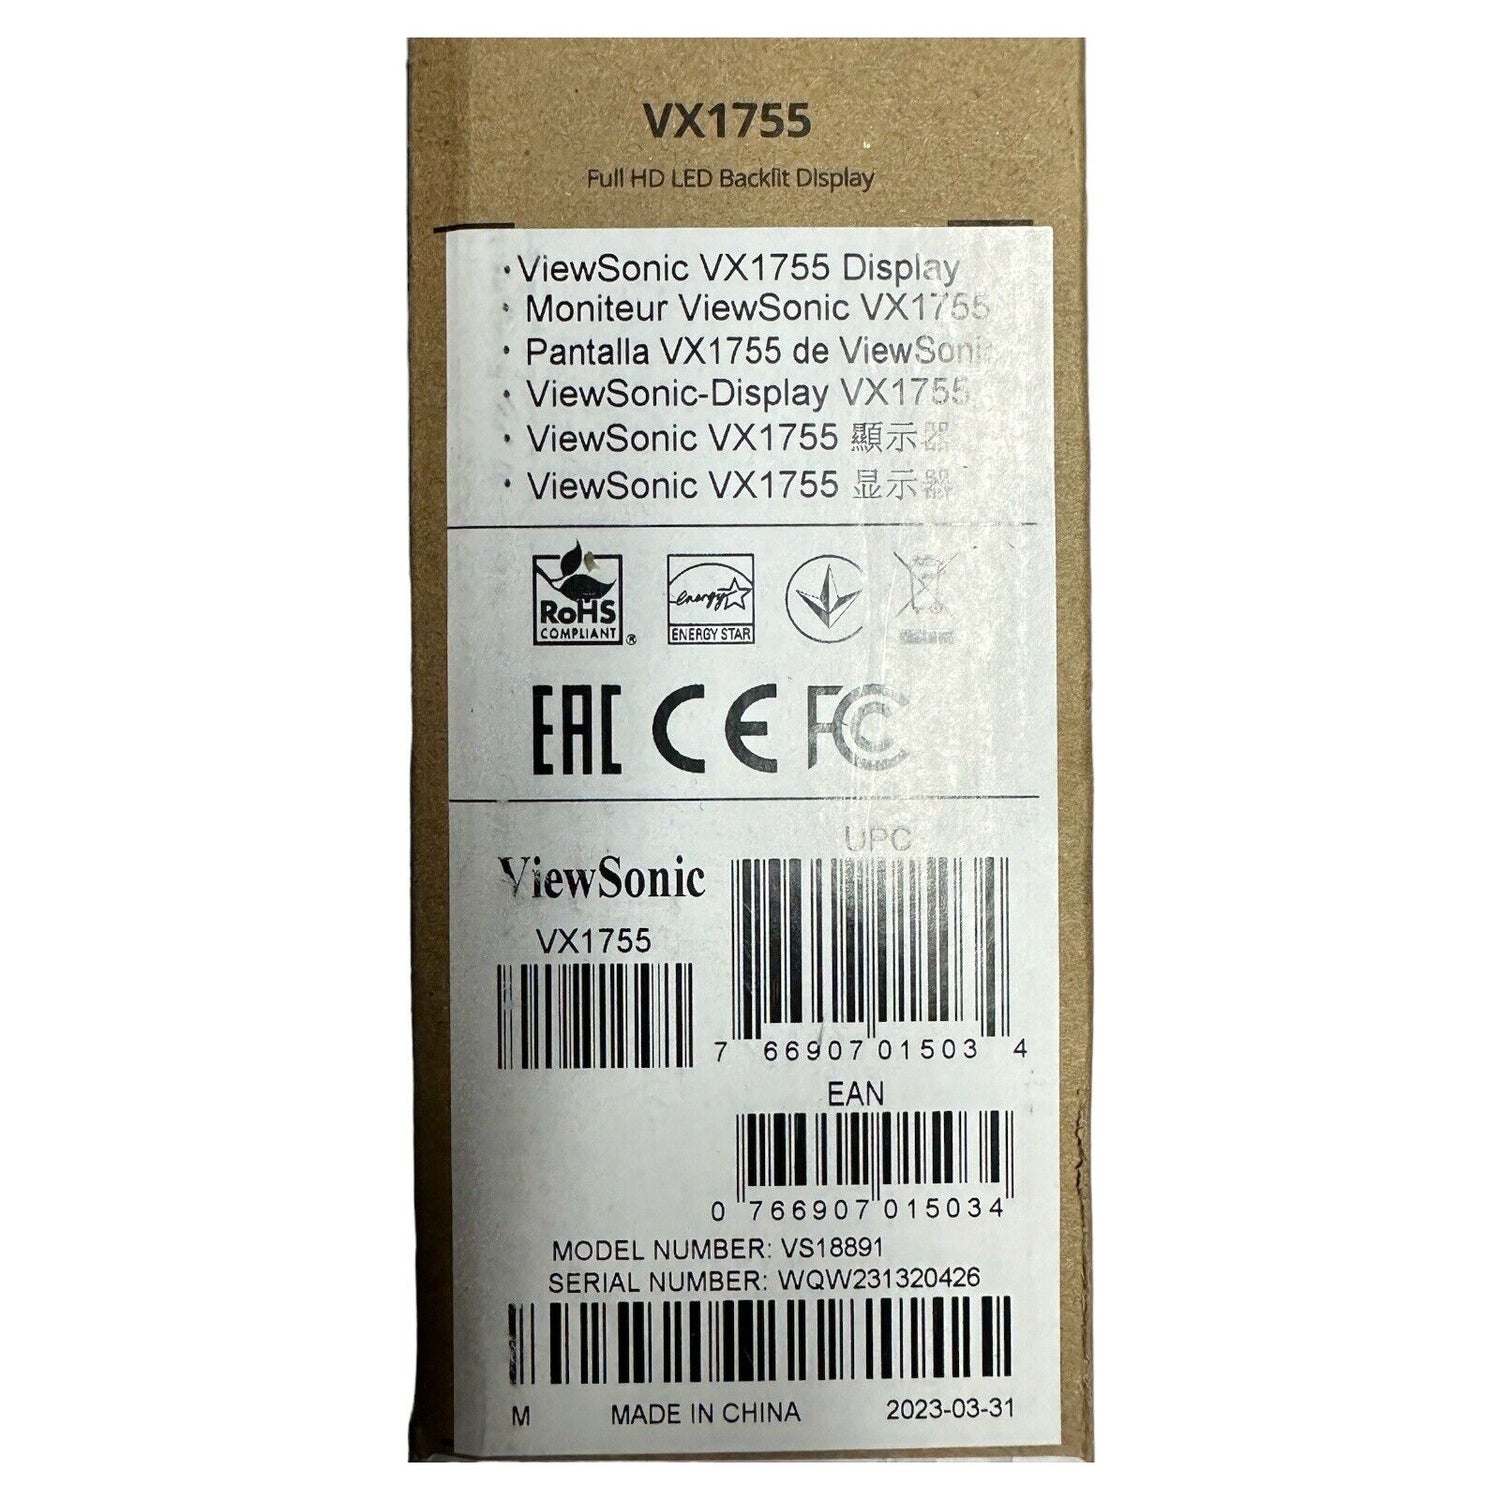 VX1755
Full HD LED Backlit Display
· ViewSonic VX1755 Display
· Moniteur ViewSonic VX1755
· Pantalla VX1755 de ViewSonic
· ViewSonic-Display VX1755
· ViewSonic VX1755 顯示器
· ViewSonic VX1755 显示器
RoHS
COMPLIANT ®
energy
ENERGY STAR
EAC CE FC
UPC
ViewSonic
VX1755
7 66907 01503 4
EAN
0 766907 015034
MODEL NUMBER: VS18891
SERIAL NUMBER: WQW231320426
M MADE IN CHINA 2023-03-31